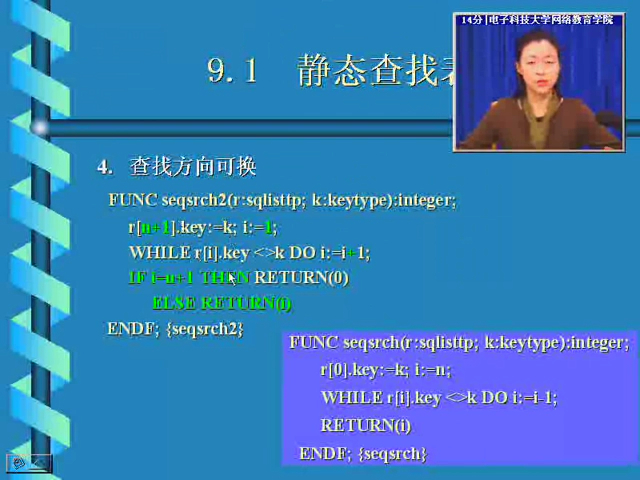 14分|电子科技大学网络教育学院
9.1 静态查找表
4. 查找方向可换
FUNC seqsrch2(r:sqlisttp; k:keytype):integer;
r[n+1].key:=k; i:=1;
WHILE r[i].key <>k DO i:=i+1;
IF i=n+1 THEN RETURN(0)
ELSE RETURN(i)
ENDF; {seqsrch2}
FUNC seqsrch(r:sqlisttp; k:keytype):integer;
r[0].key:=k; i:=n;
WHILE r[i].key <>k DO i:=i-1;
RETURN(i)
ENDF; {seqsrch}